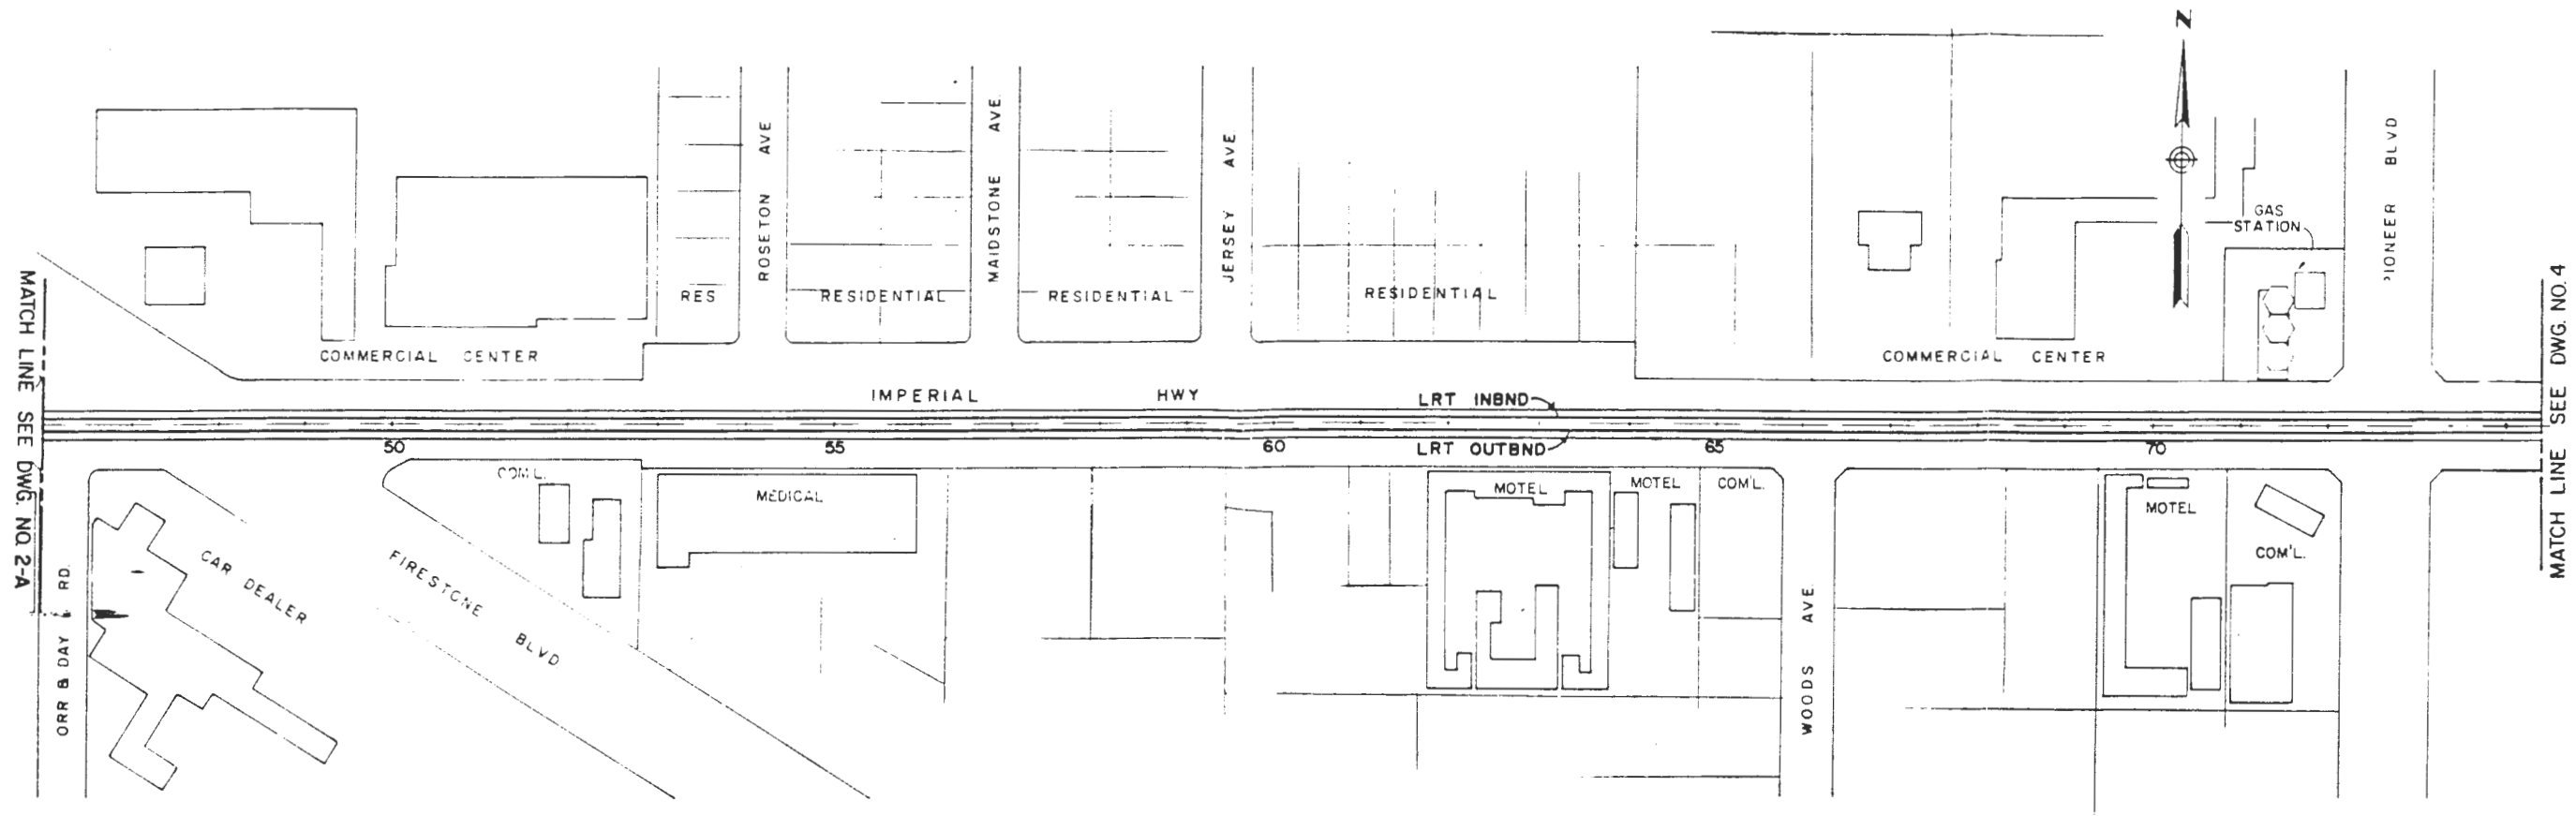 N
ROSETON AVE
MAIDSTONE AVE.
JERSEY AVE
PIONEER BLVD
GAS
STATION
RES
RESIDENTIAL
RESIDENTIAL
RESIDENTIAL
COMMERCIAL CENTER
COMMERCIAL CENTER
MATCH LINE SEE DWG. NO. 2-A
MATCH LINE SEE DWG. NO. 4
IMPERIAL HWY
LRT INBND
50
55
60
65
70
LRT OUTBND
COM'L.
MEDICAL
MOTEL
MOTEL
COM'L.
MOTEL
COM'L.
CAR DEALER
FIRESTONE BLVD
ORR & DAY RD.
WOODS AVE.